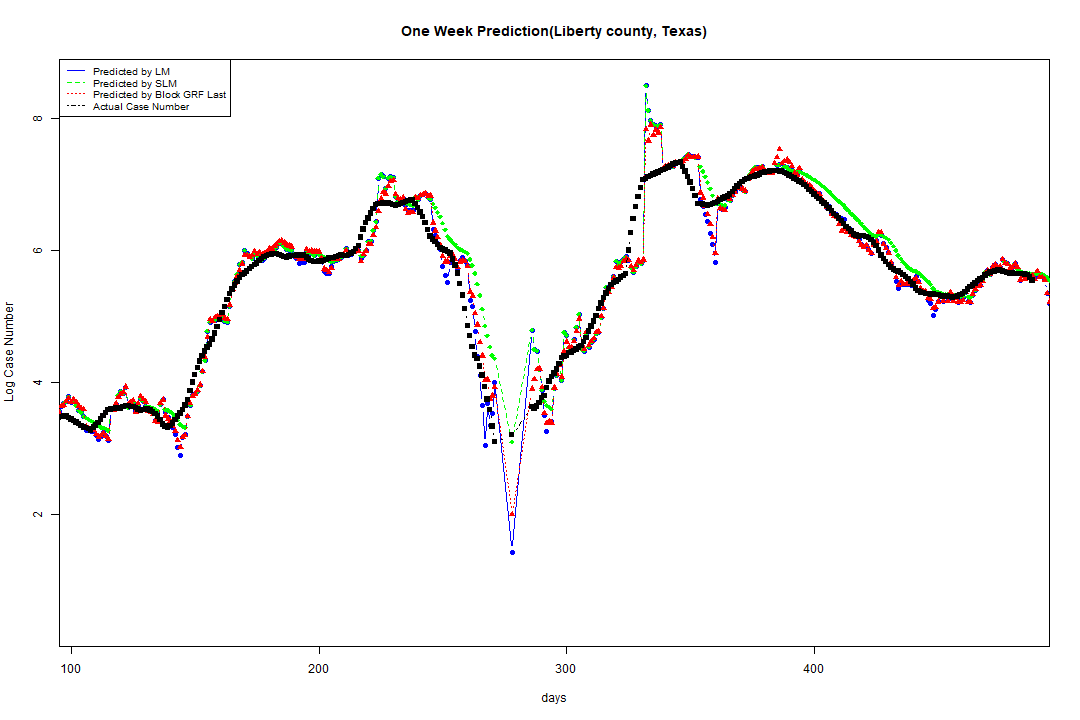 One Week Prediction(Liberty county, Texas)
Predicted by LM
Predicted by SLM
Predicted by Block GRF Last
Actual Case Number
8
6
4
2
Log Case Number
100 200 300 400
days